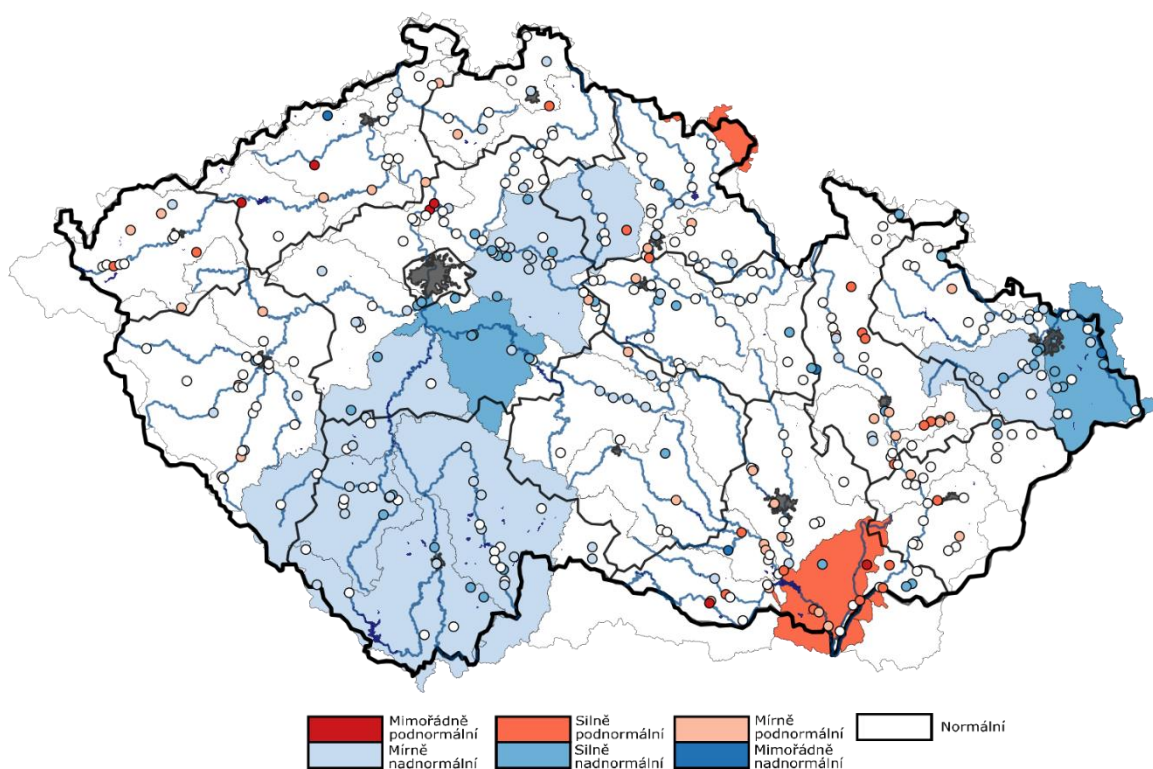 Mimořádně
podnormální
Silně
podnormální
Mírně
podnormální
Normální
Mírně
nadnormální
Silně
nadnormální
Mimořádně
nadnormální